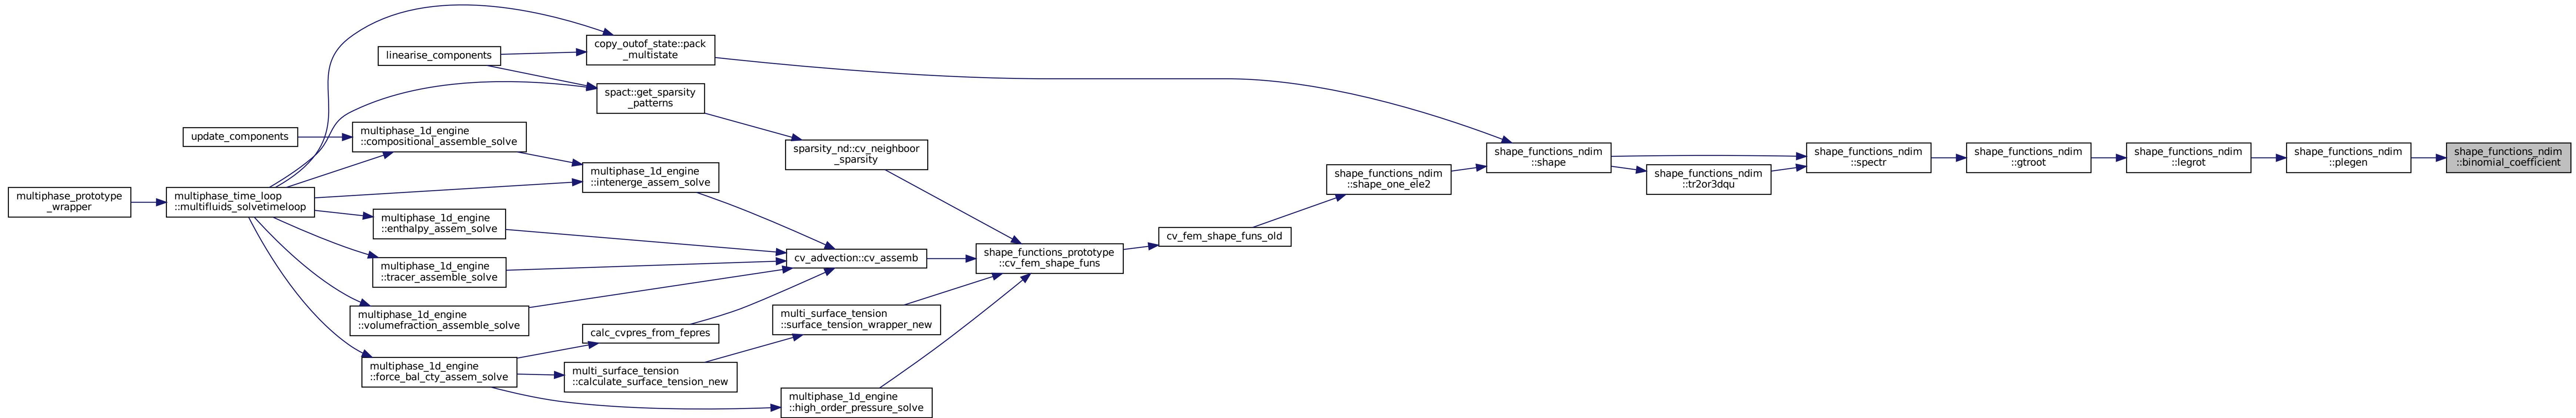 multiphase_prototype
_wrapper
multiphase_time_loop
::multifluids_solvetimeloop
update_components
linearise_components
multiphase_1d_engine
::compositional_assemble_solve
multiphase_1d_engine
::enthalpy_assem_solve
multiphase_1d_engine
::tracer_assemble_solve
multiphase_1d_engine
::volumefraction_assemble_solve
multiphase_1d_engine
::force_bal_cty_assem_solve
copy_outof_state::pack
_multistate
spact::get_sparsity
_patterns
multiphase_1d_engine
::intenerge_assem_solve
calc_cvpres_from_fepres
multi_surface_tension
::calculate_surface_tension_new
sparsity_nd::cv_neighboor
_sparsity
cv_advection::cv_assemb
multi_surface_tension
::surface_tension_wrapper_new
multiphase_1d_engine
::high_order_pressure_solve
shape_functions_prototype
::cv_fem_shape_funs
cv_fem_shape_funs_old
shape_functions_ndim
::shape_one_ele2
shape_functions_ndim
::shape
shape_functions_ndim
::tr2or3dqu
shape_functions_ndim
::spectr
shape_functions_ndim
::gtroot
shape_functions_ndim
::legrot
shape_functions_ndim
::plegen
shape_functions_ndim
::binomial_coefficient